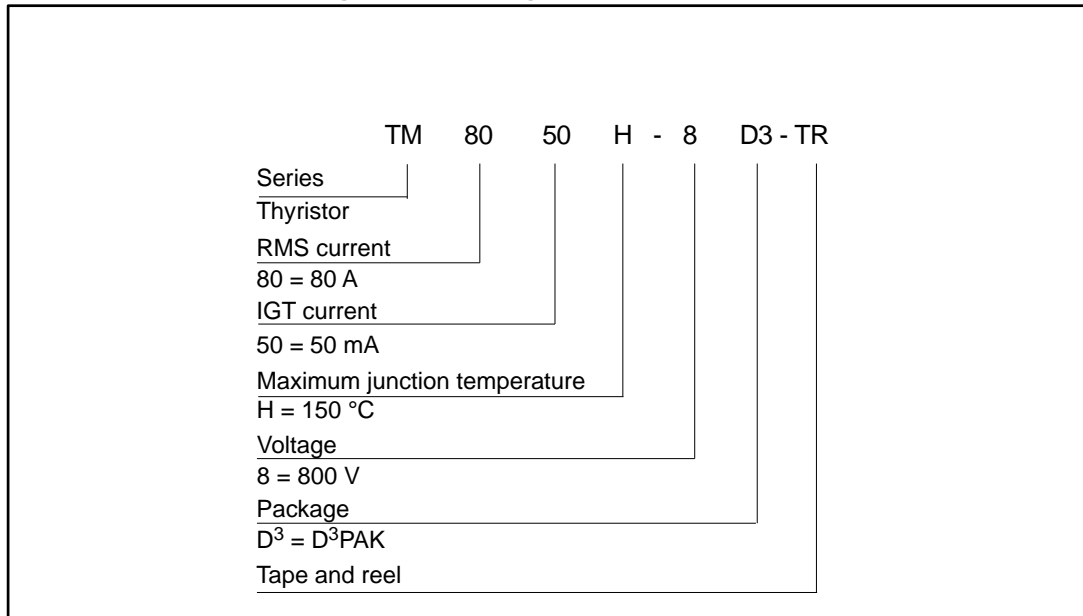 TM 80 50 H - 8 D3 - TR
Series
Thyristor
RMS current
80 = 80 A
IGT current
50 = 50 mA
Maximum junction temperature
H = 150 °C
Voltage
8 = 800 V
Package
D³ = D³PAK
Tape and reel